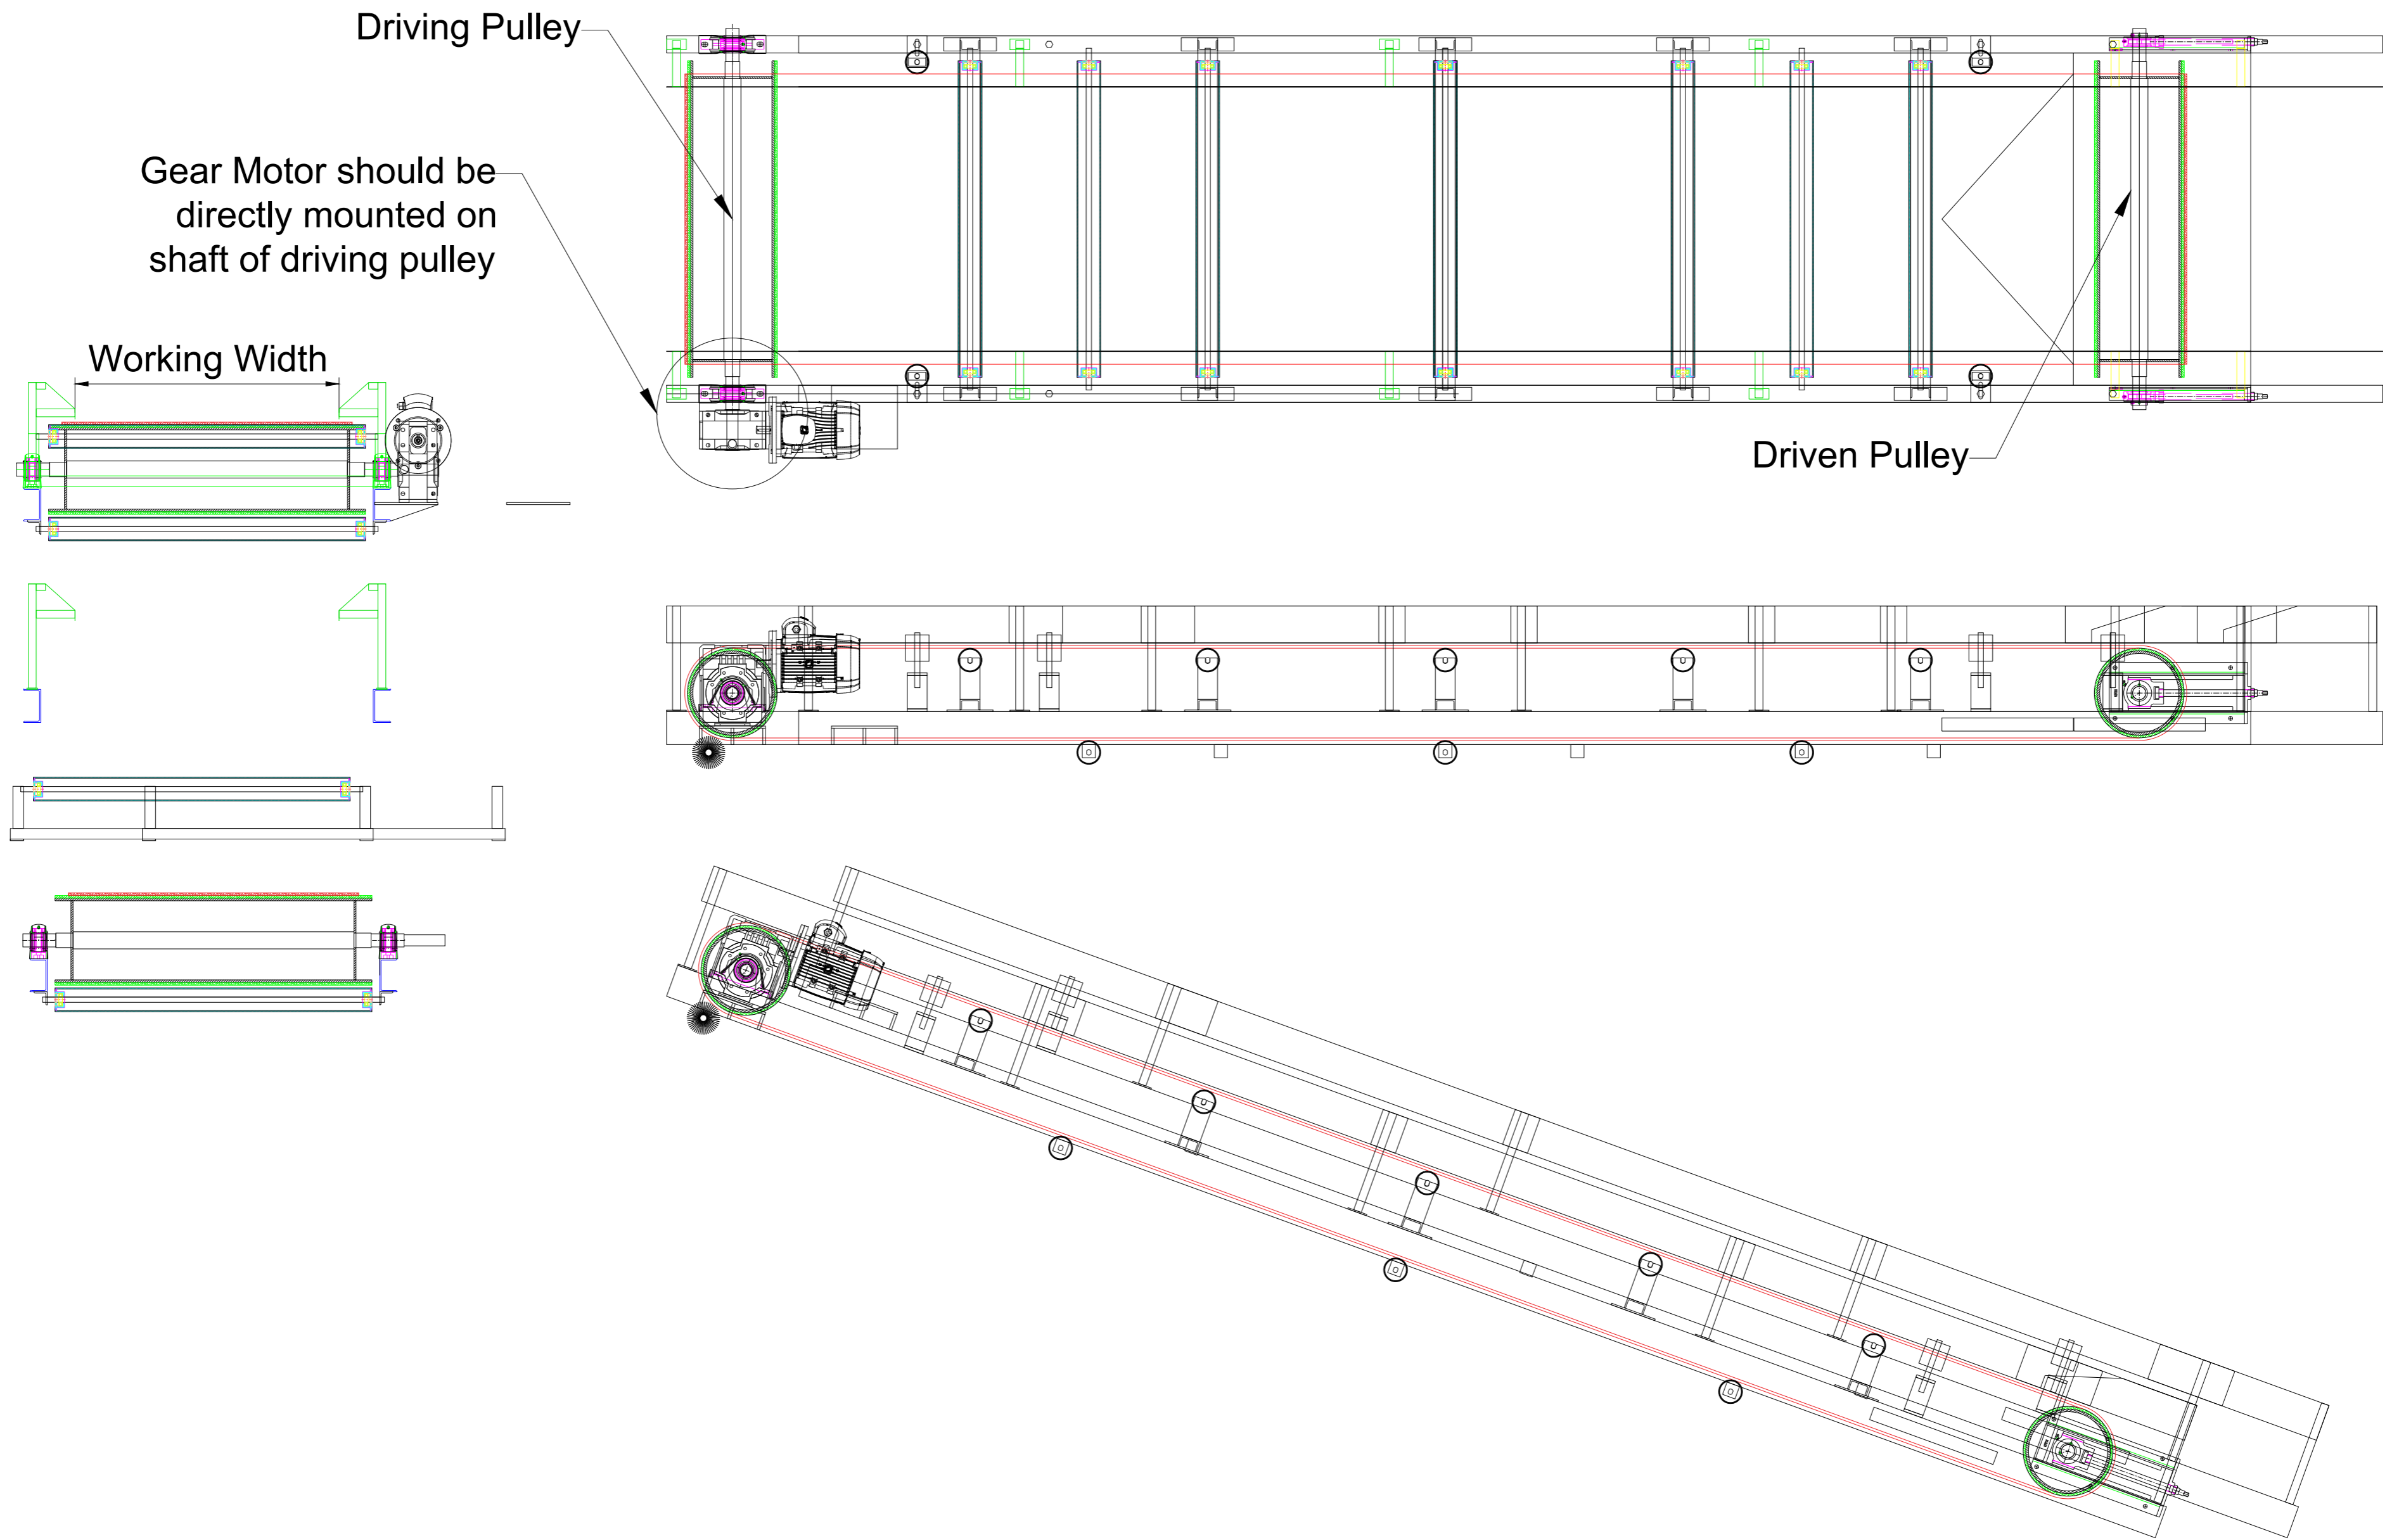 Driving Pulley
Gear Motor should be
directly mounted on
shaft of driving pulley
Working Width
Driven Pulley